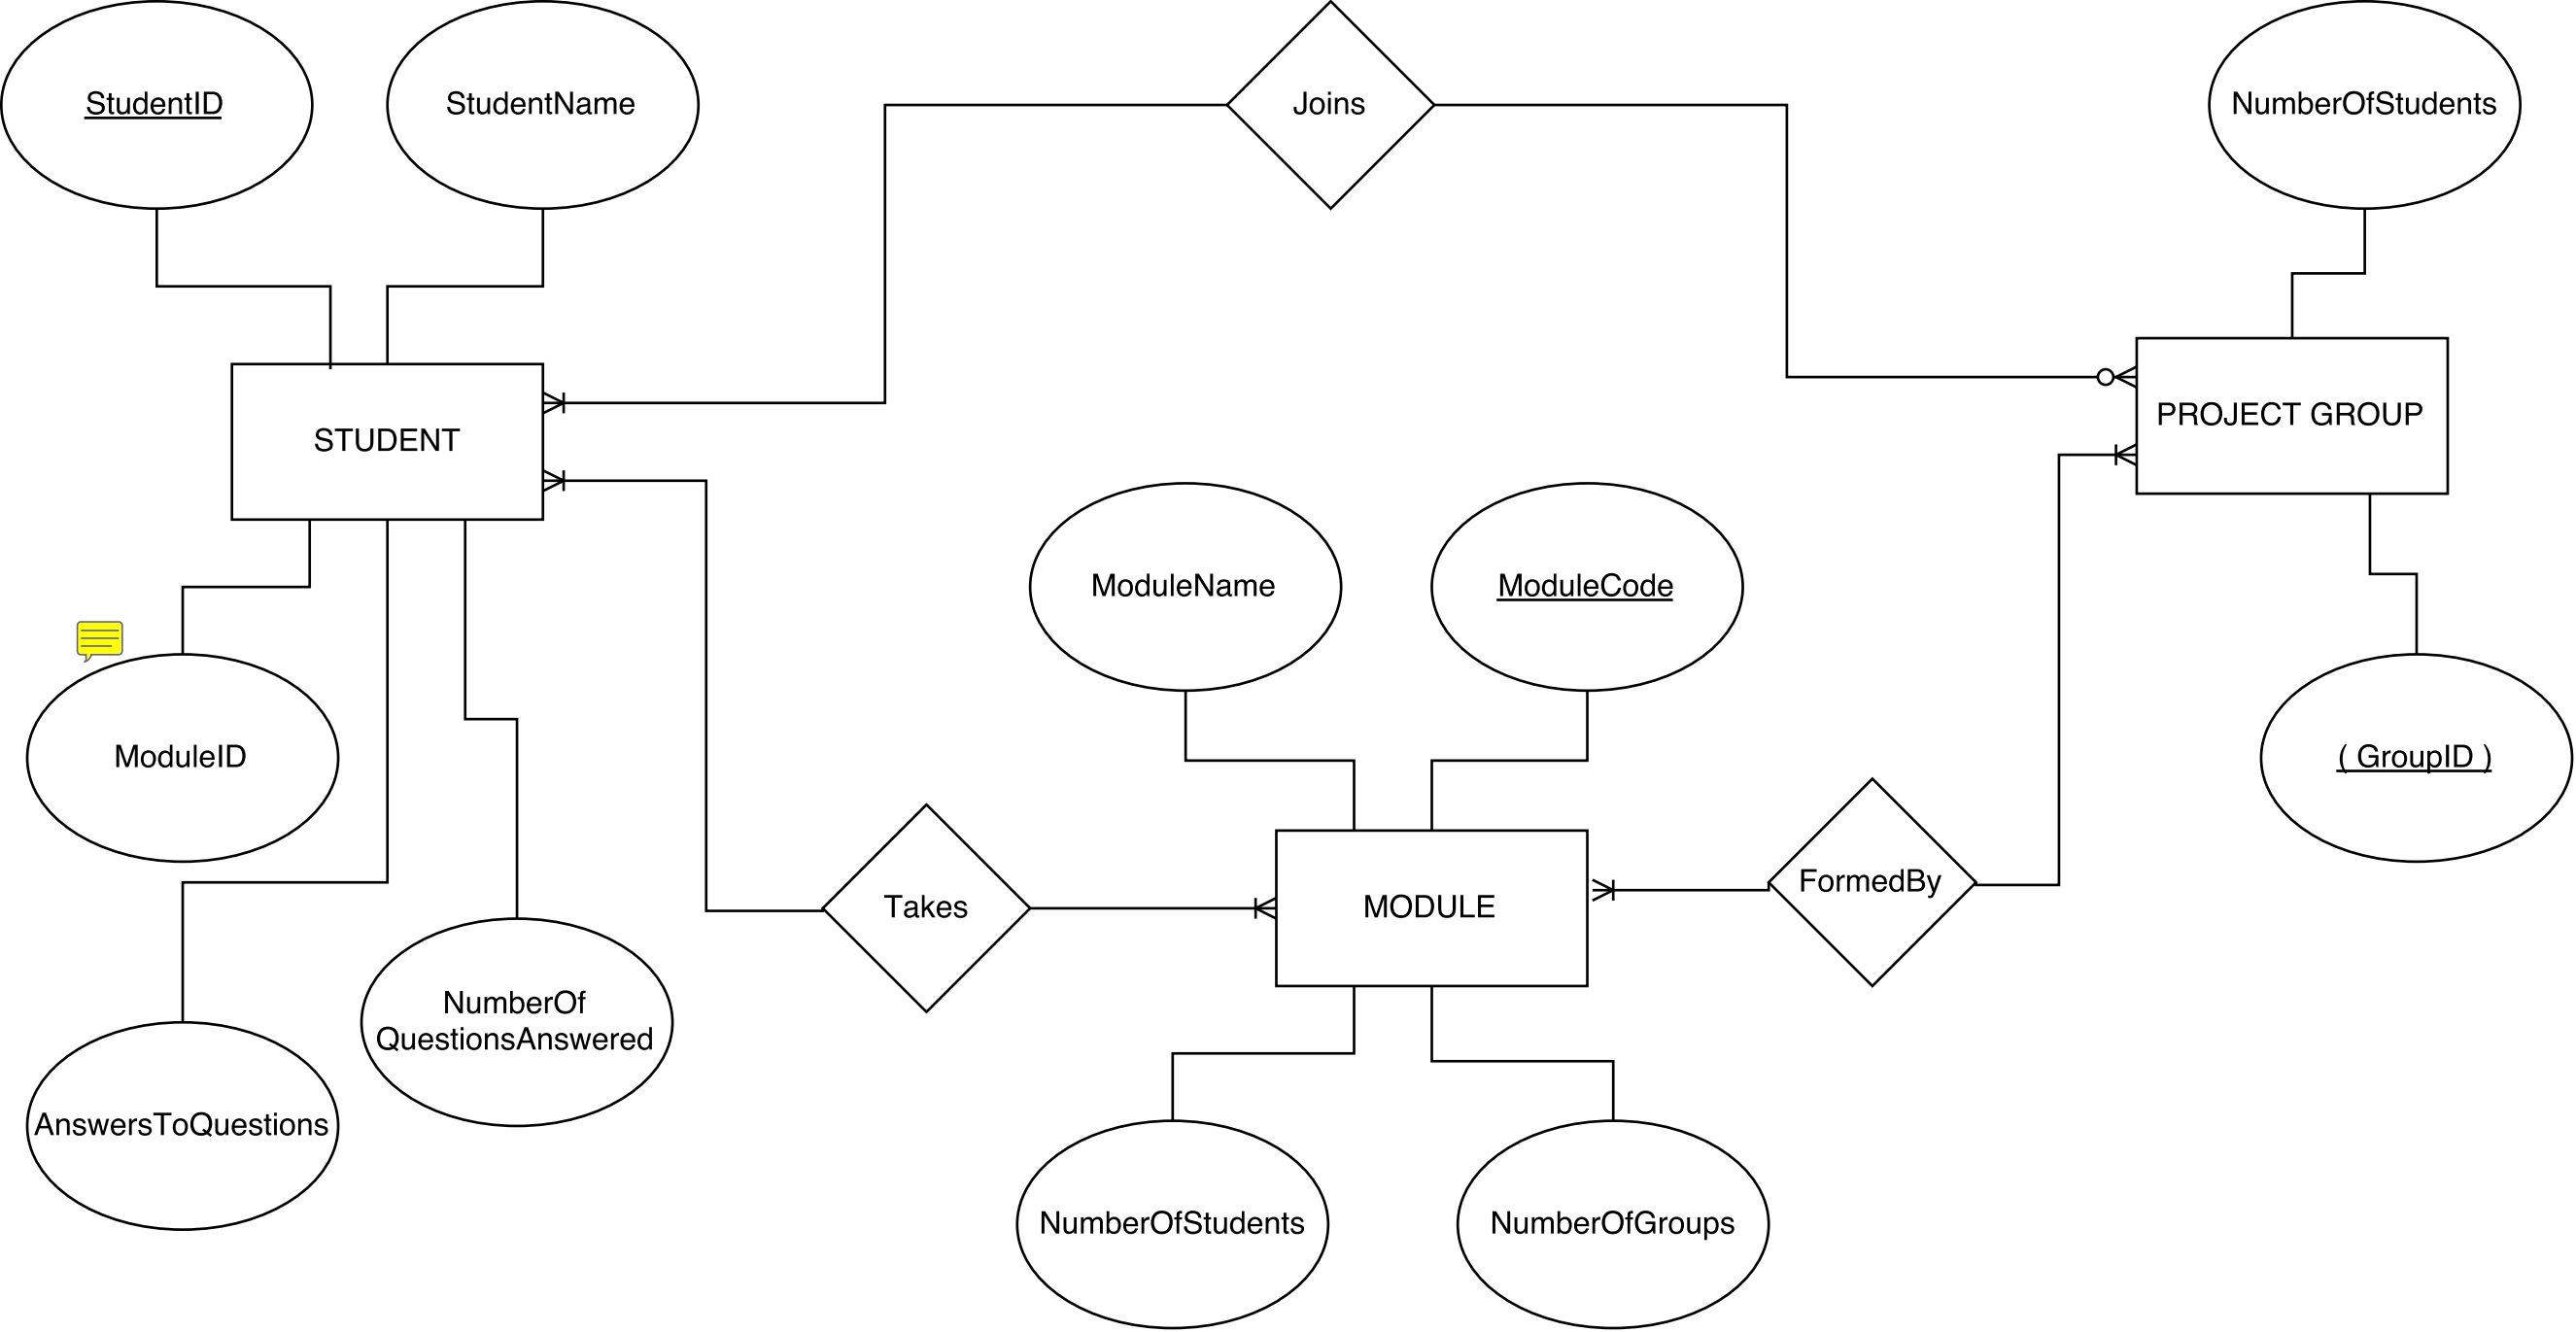 StudentID
StudentName
Joins
NumberOfStudents
STUDENT
PROJECT GROUP
ModuleName
ModuleCode
ModuleID
( GroupID )
Takes
MODULE
FormedBy
NumberOf
QuestionsAnswered
AnswersToQuestions
NumberOfStudents
NumberOfGroups